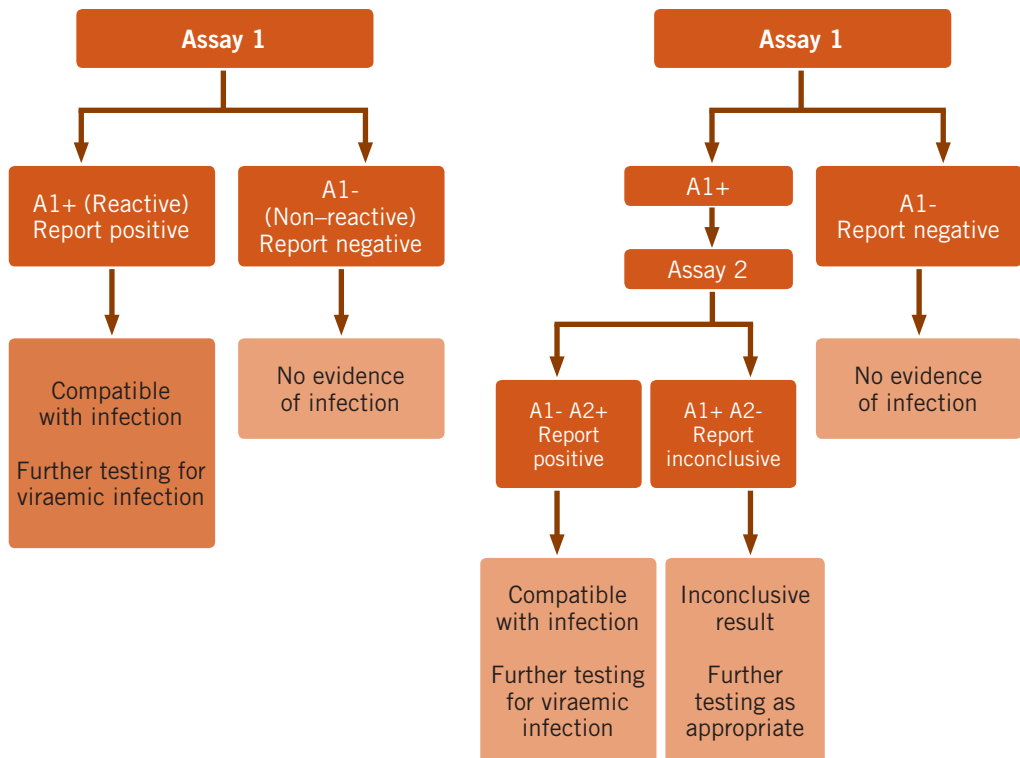 Assay 1
A1+ (Reactive)
Report positive
A1-
(Non–reactive)
Report negative
Compatible
with infection
Further testing for
viraemic infection
No evidence
of infection
Assay 1
A1+
A1-
Report negative
Assay 2
No evidence
of infection
A1- A2+
Report
positive
A1+ A2-
Report
inconclusive
Compatible
with infection
Further testing
for viraemic
infection
Inconclusive
result
Further
testing as
appropriate